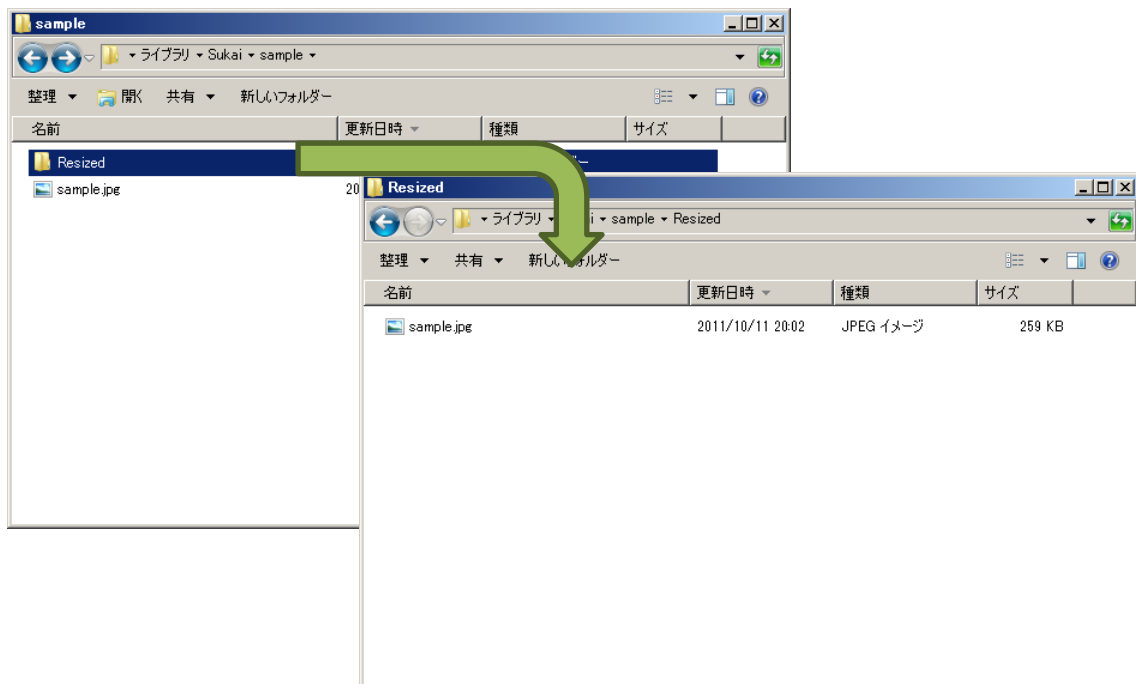 sample
ライブラリ Sukai sample
整理 開く 共有 新しいフォルダー
名前 更新日時 種類 サイズ
Resized
sample.jpg 20
Resized
ライブラリ sample Resized
整理 共有 新しいフォルダー
名前 更新日時 種類 サイズ
sample.jpg 2011/10/11 20:02 JPEG イメージ 259 KB